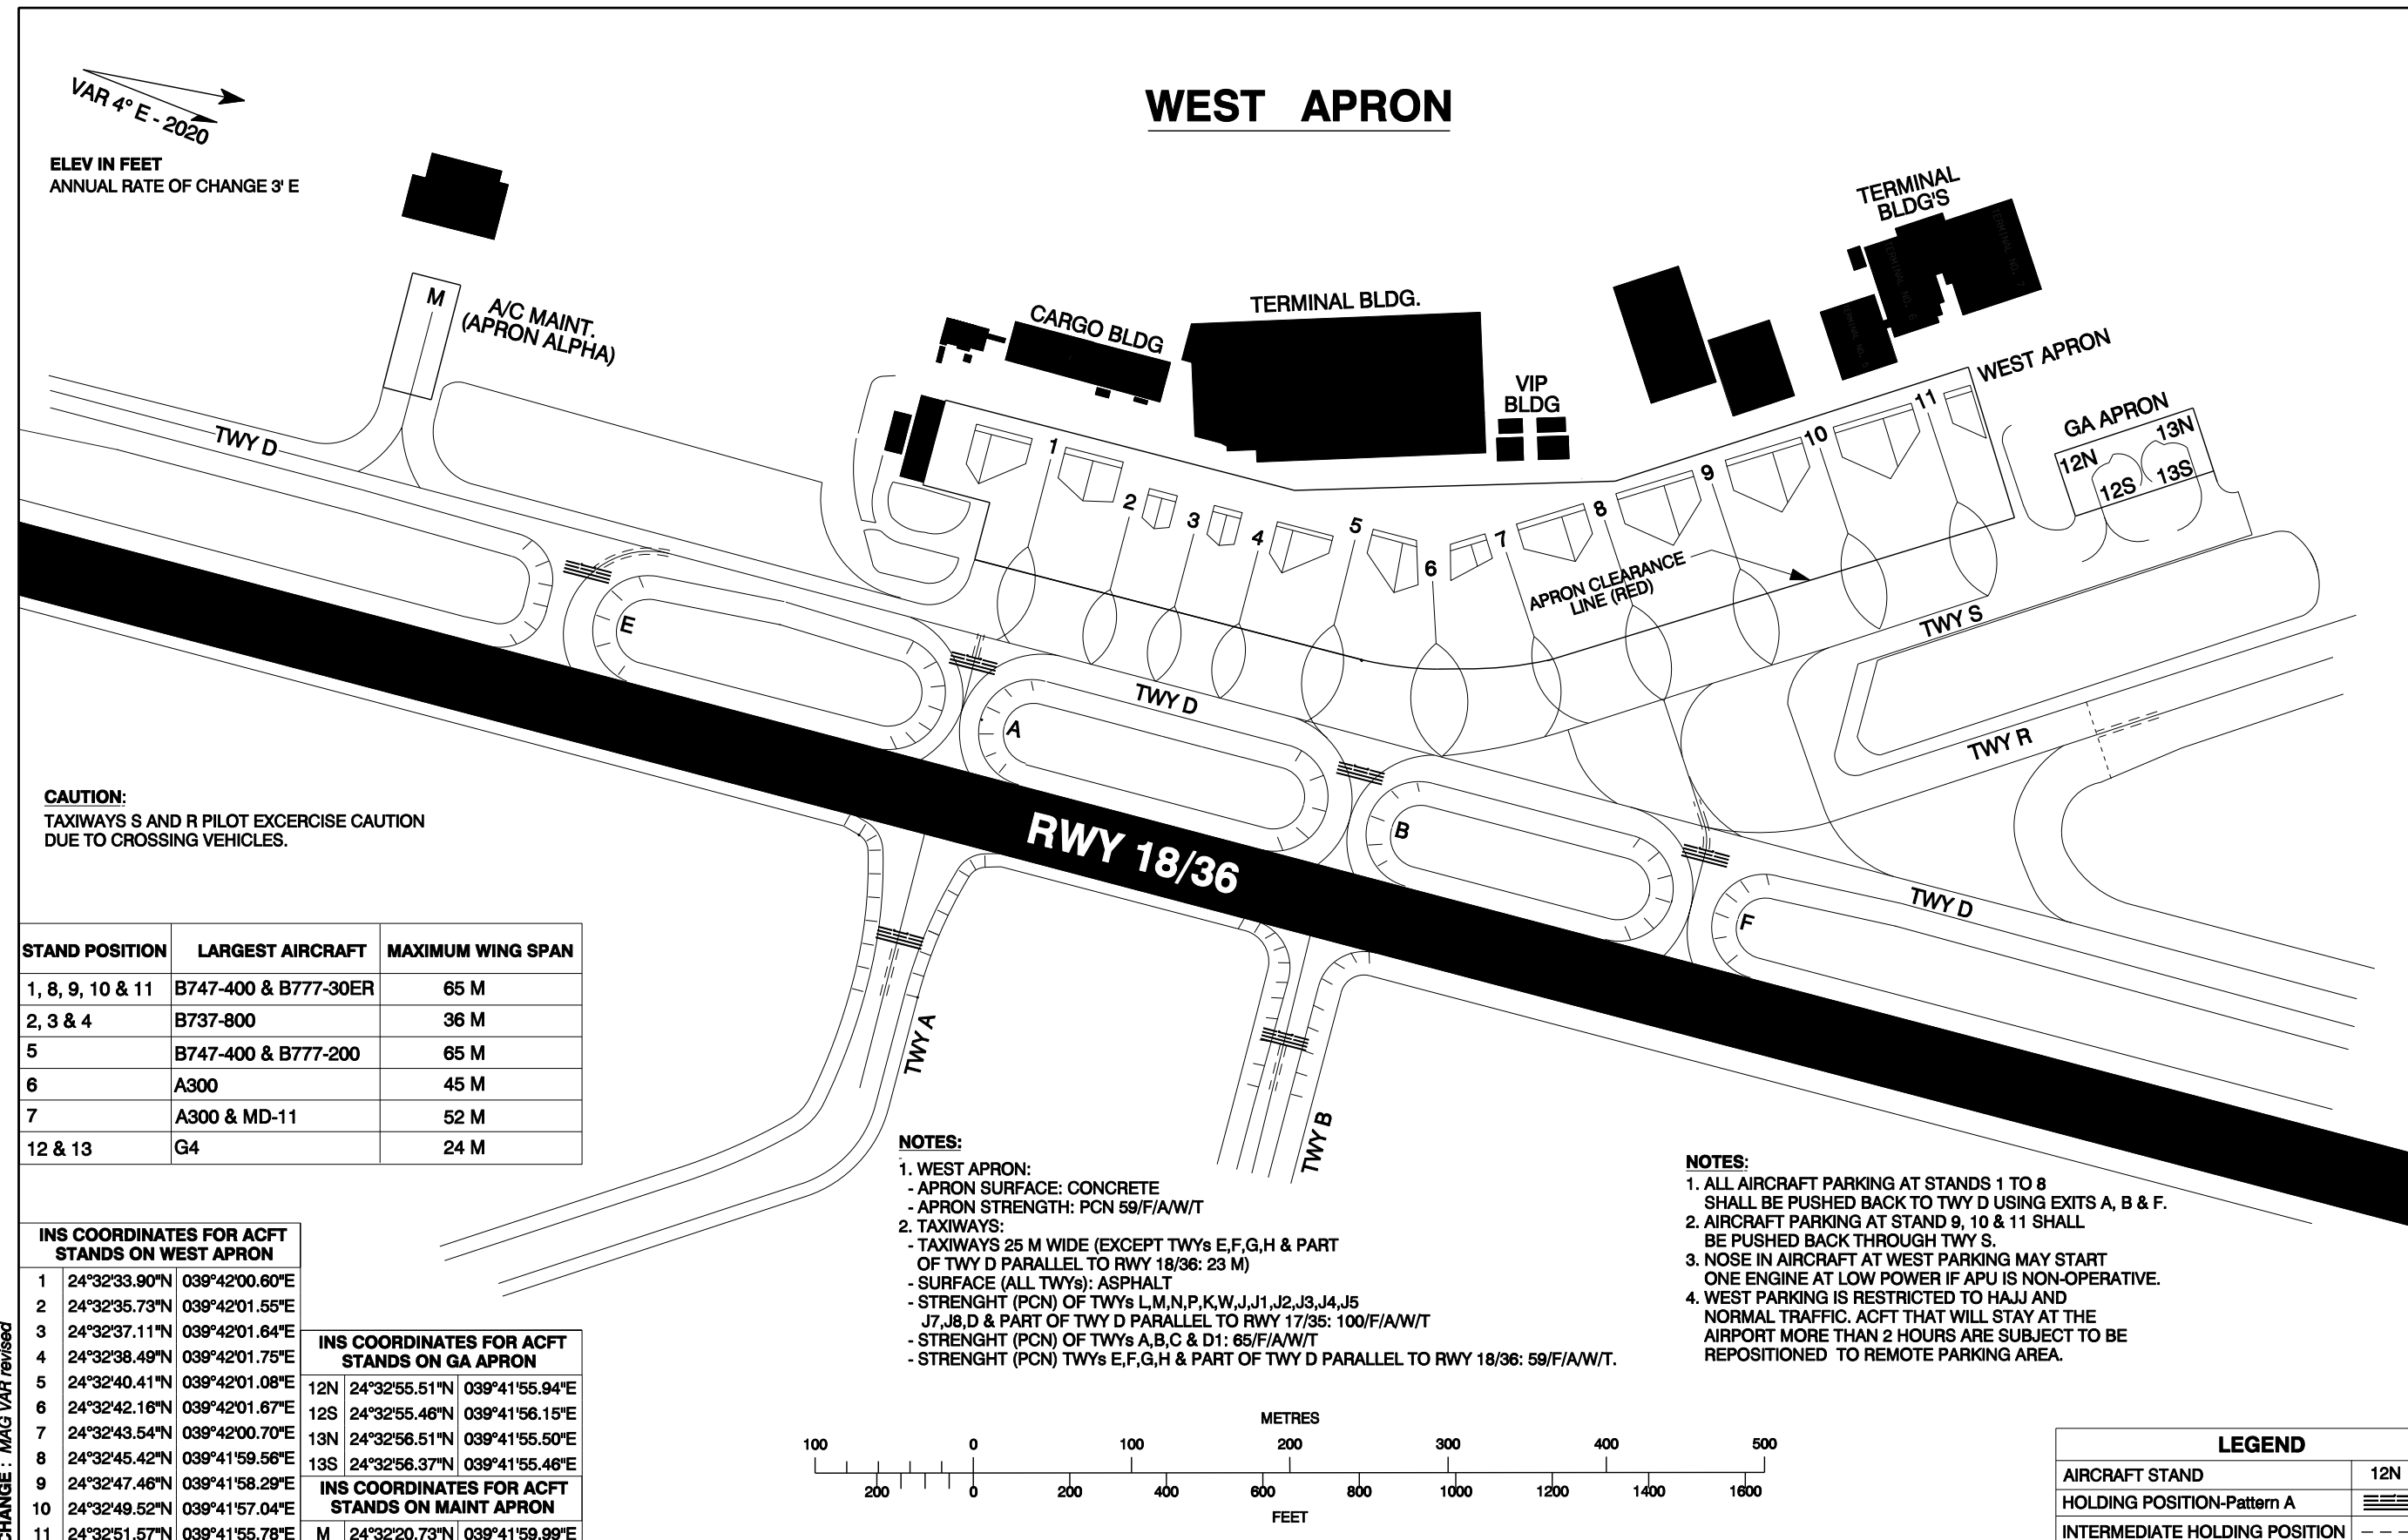 WEST APRON
VAR 4° E - 2020
ELEV IN FEET
ANNUAL RATE OF CHANGE 3' E
M
A/C MAINT.
(APRON ALPHA)
CARGO BLDG
TERMINAL BLDG.
VIP
BLDG
TERMINAL
BLDG'S
TERMINAL NO. 6
TERMINAL NO. 7
WEST APRON
GA APRON
12N
12S
13N
13S
1
2
3
4
5
6
7
8
9
10
11
APRON CLEARANCE
LINE (RED)
TWY D
E
TWY D
A
B
F
TWY D
TWY S
TWY R
RWY 18/36
TWY A
TWY B
CAUTION:
TAXIWAYS S AND R PILOT EXCERCISE CAUTION
DUE TO CROSSING VEHICLES.
STAND POSITION LARGEST AIRCRAFT MAXIMUM WING SPAN
1, 8, 9, 10 & 11 B747-400 & B777-30ER 65 M
2, 3 & 4 B737-800 36 M
5 B747-400 & B777-200 65 M
6 A300 45 M
7 A300 & MD-11 52 M
12 & 13 G4 24 M
INS COORDINATES FOR ACFT
STANDS ON WEST APRON
1 24°32'33.90"N 039°42'00.60"E
2 24°32'35.73"N 039°42'01.55"E
3 24°32'37.11"N 039°42'01.64"E
4 24°32'38.49"N 039°42'01.75"E
5 24°32'40.41"N 039°42'01.08"E
6 24°32'42.16"N 039°42'01.67"E
7 24°32'43.54"N 039°42'00.70"E
8 24°32'45.42"N 039°41'59.56"E
9 24°32'47.46"N 039°41'58.29"E
10 24°32'49.52"N 039°41'57.04"E
11 24°32'51.57"N 039°41'55.78"E
INS COORDINATES FOR ACFT
STANDS ON GA APRON
12N 24°32'55.51"N 039°41'55.94"E
12S 24°32'55.46"N 039°41'56.15"E
13N 24°32'56.51"N 039°41'55.50"E
13S 24°32'56.37"N 039°41'55.46"E
INS COORDINATES FOR ACFT
STANDS ON MAINT APRON
M 24°32'20.73"N 039°41'59.99"E
CHANGE : MAG VAR revised
NOTES:
1. WEST APRON:
- APRON SURFACE: CONCRETE
- APRON STRENGTH: PCN 59/F/A/W/T
2. TAXIWAYS:
- TAXIWAYS 25 M WIDE (EXCEPT TWYs E,F,G,H & PART
OF TWY D PARALLEL TO RWY 18/36: 23 M)
- SURFACE (ALL TWYs): ASPHALT
- STRENGHT (PCN) OF TWYs L,M,N,P,K,W,J,J1,J2,J3,J4,J5
J7,J8,D & PART OF TWY D PARALLEL TO RWY 17/35: 100/F/A/W/T
- STRENGHT (PCN) OF TWYs A,B,C & D1: 65/F/A/W/T
- STRENGHT (PCN) TWYs E,F,G,H & PART OF TWY D PARALLEL TO RWY 18/36: 59/F/A/W/T.
NOTES:
1. ALL AIRCRAFT PARKING AT STANDS 1 TO 8
SHALL BE PUSHED BACK TO TWY D USING EXITS A, B & F.
2. AIRCRAFT PARKING AT STAND 9, 10 & 11 SHALL
BE PUSHED BACK THROUGH TWY S.
3. NOSE IN AIRCRAFT AT WEST PARKING MAY START
ONE ENGINE AT LOW POWER IF APU IS NON-OPERATIVE.
4. WEST PARKING IS RESTRICTED TO HAJJ AND
NORMAL TRAFFIC. ACFT THAT WILL STAY AT THE
AIRPORT MORE THAN 2 HOURS ARE SUBJECT TO BE
REPOSITIONED TO REMOTE PARKING AREA.
METRES
100 0 100 200 300 400 500
200 0 200 400 600 800 1000 1200 1400 1600
FEET
LEGEND
AIRCRAFT STAND 12N
HOLDING POSITION-Pattern A
INTERMEDIATE HOLDING POSITION